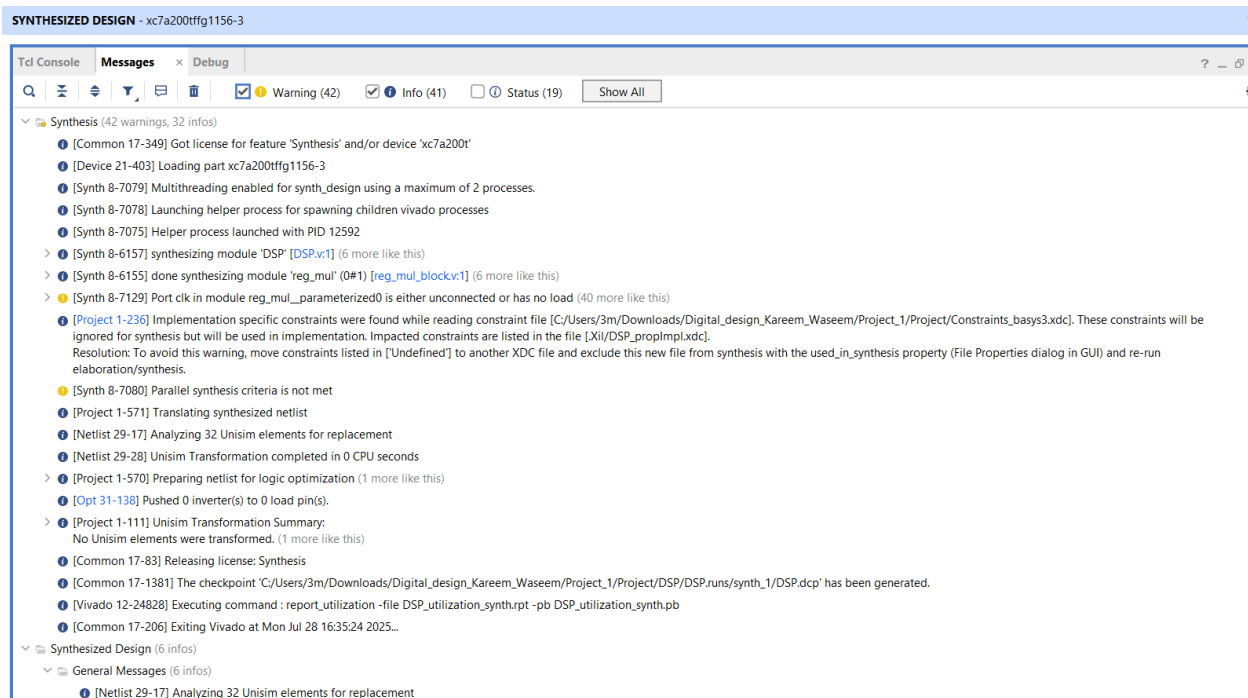 SYNTHESIZED DESIGN - xc7a200tffg1156-3
Tcl Console Messages × Debug ? _
Warning (42) Info (41) Status (19) Show All
Synthesis (42 warnings, 32 infos)
[Common 17-349] Got license for feature 'Synthesis' and/or device 'xc7a200t'
[Device 21-403] Loading part xc7a200tffg1156-3
[Synth 8-7079] Multithreading enabled for synth_design using a maximum of 2 processes.
[Synth 8-7078] Launching helper process for spawning children vivado processes
[Synth 8-7075] Helper process launched with PID 12592
[Synth 8-6157] synthesizing module 'DSP' [DSP.v:1] (6 more like this)
[Synth 8-6155] done synthesizing module 'reg_mul' (0#1) [reg_mul_block.v:1] (6 more like this)
[Synth 8-7129] Port clk in module reg_mul__parameterized0 is either unconnected or has no load (40 more like this)
[Project 1-236] Implementation specific constraints were found while reading constraint file [C:/Users/3m/Downloads/Digital_design_Kareem_Waseem/Project_1/Project/Constraints_basys3.xdc]. These constraints will be
ignored for synthesis but will be used in implementation. Impacted constraints are listed in the file [.Xil/DSP_propImpl.xdc].
Resolution: To avoid this warning, move constraints listed in ['Undefined'] to another XDC file and exclude this new file from synthesis with the used_in_synthesis property (File Properties dialog in GUI) and re-run
elaboration/synthesis.
[Synth 8-7080] Parallel synthesis criteria is not met
[Project 1-571] Translating synthesized netlist
[Netlist 29-17] Analyzing 32 Unisim elements for replacement
[Netlist 29-28] Unisim Transformation completed in 0 CPU seconds
[Project 1-570] Preparing netlist for logic optimization (1 more like this)
[Opt 31-138] Pushed 0 inverter(s) to 0 load pin(s).
[Project 1-111] Unisim Transformation Summary:
No Unisim elements were transformed. (1 more like this)
[Common 17-83] Releasing license: Synthesis
[Common 17-1381] The checkpoint 'C:/Users/3m/Downloads/Digital_design_Kareem_Waseem/Project_1/Project/DSP/DSP.runs/synth_1/DSP.dcp' has been generated.
[Vivado 12-24828] Executing command : report_utilization -file DSP_utilization_synth.rpt -pb DSP_utilization_synth.pb
[Common 17-206] Exiting Vivado at Mon Jul 28 16:35:24 2025...
Synthesized Design (6 infos)
General Messages (6 infos)
[Netlist 29-17] Analyzing 32 Unisim elements for replacement